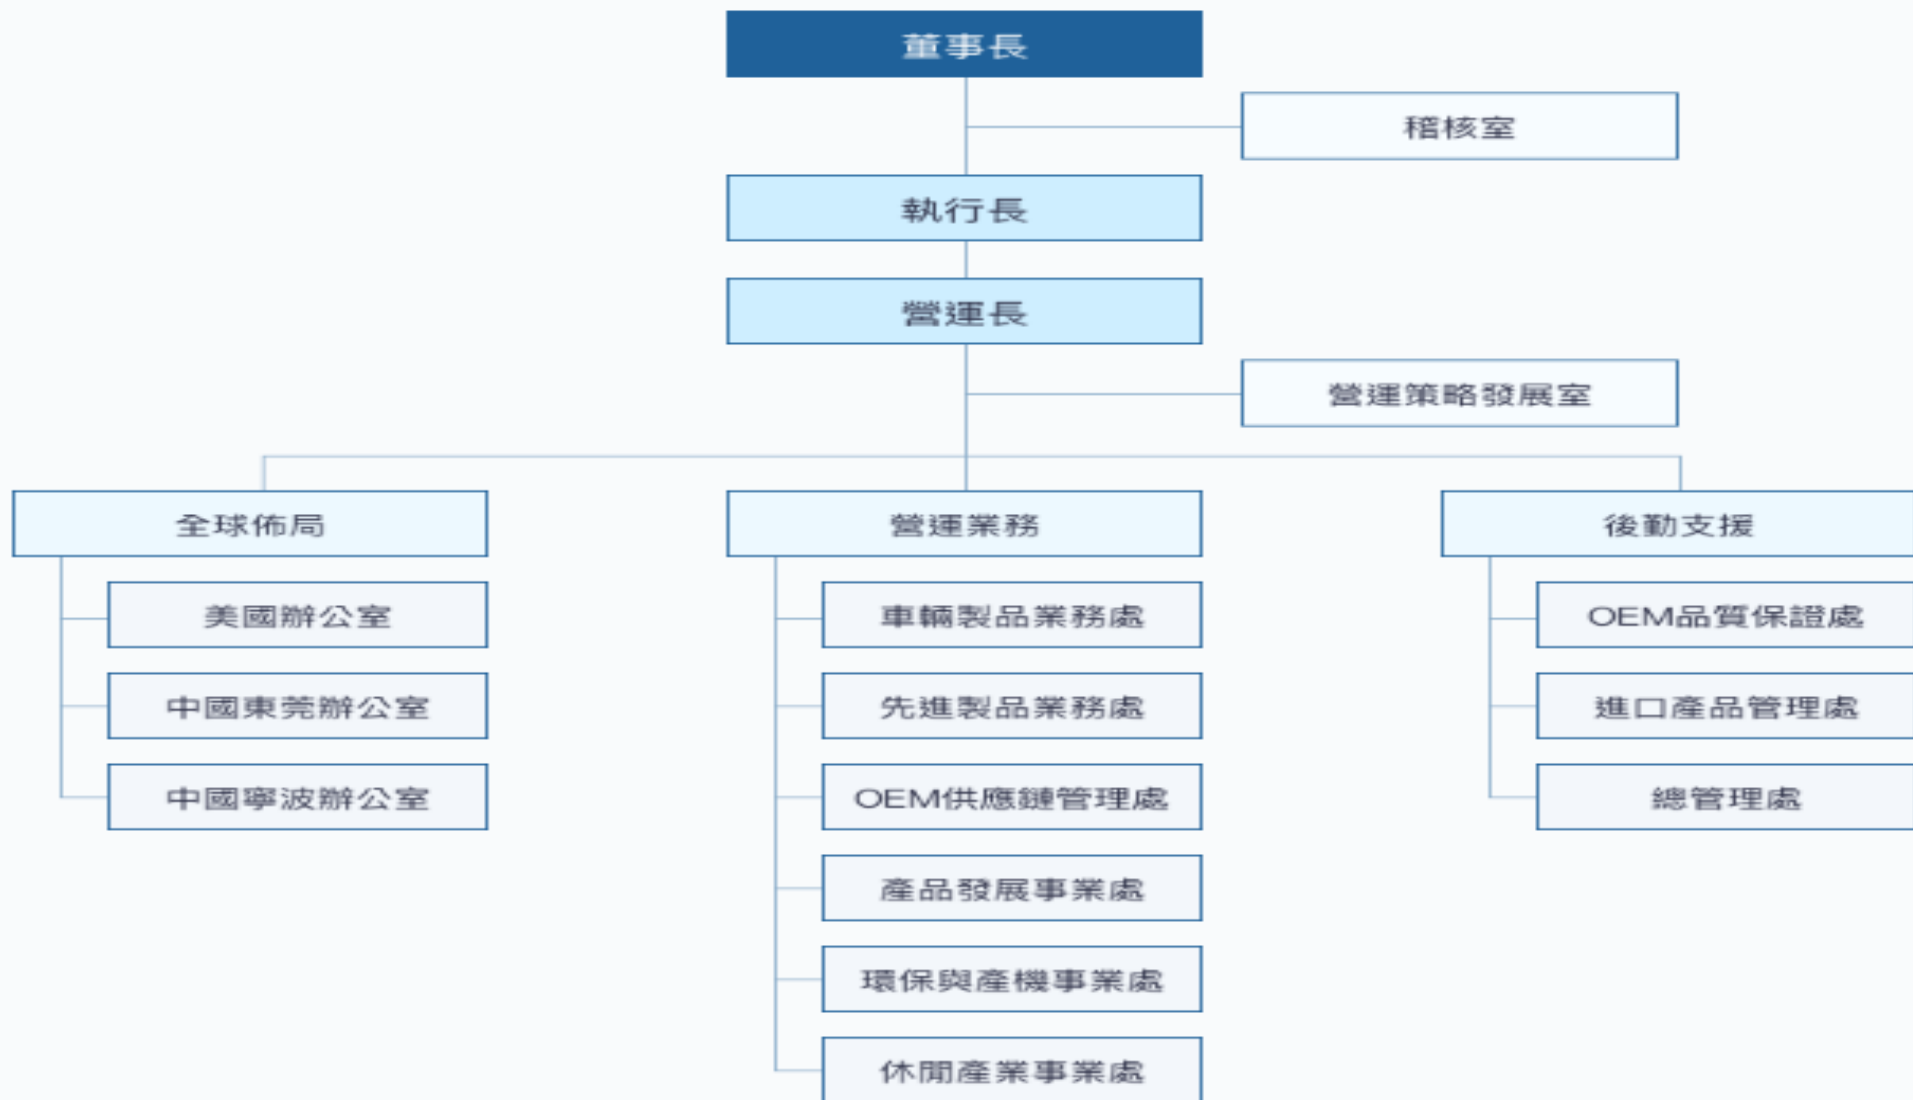 董事長
稽核室
執行長
營運長
營運策略發展室
全球佈局
美國辦公室
中國東莞辦公室
中國寧波辦公室
營運業務
車輛製品業務處
先進製品業務處
OEM供應鏈管理處
產品發展事業處
環保與產機事業處
休閒產業事業處
後勤支援
OEM品質保證處
進口產品管理處
總管理處